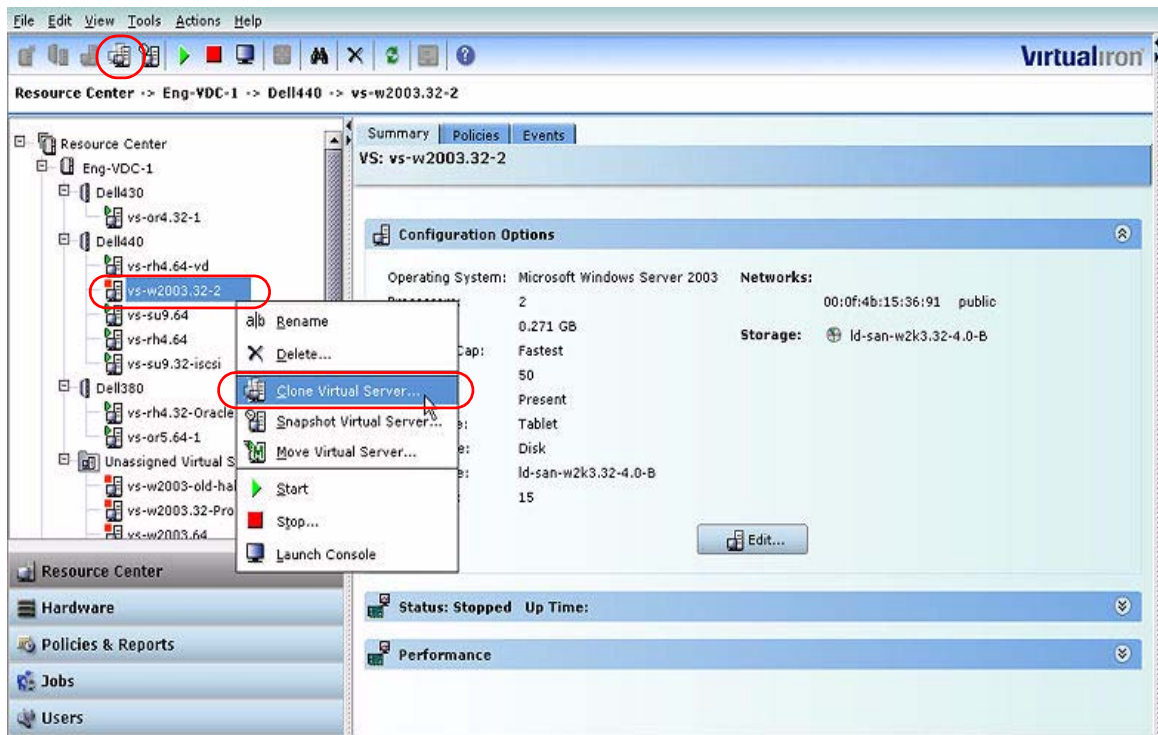 File Edit View Tools Actions Help
Virtualiron
Resource Center -> Eng-VDC-1 -> Dell440 -> vs-w2003.32-2
Resource Center
Eng-VDC-1
Dell430
vs-or4.32-1
Dell440
vs-rh4.64-vd
vs-w2003.32-2
vs-su9.64
vs-rh4.64
vs-su9.32-iscsi
Dell380
vs-rh4.32-Oracle
vs-or5.64-1
Unassigned Virtual S
vs-w2003-old-hal
vs-w2003.32-Pro
vs-w2003.64
Resource Center
Hardware
Policies & Reports
Jobs
Users
a|b Rename
Delete...
Clone Virtual Server...
Snapshot Virtual Server...
Move Virtual Server...
Start
Stop...
Launch Console
Summary Policies Events
VS: vs-w2003.32-2
Configuration Options
Operating System: Microsoft Windows Server 2003
2
0.271 GB
Cap: Fastest
50
Present
e: Tablet
e: Disk
e: ld-san-w2k3.32-4.0-B
15
Networks:
00:0f:4b:15:36:91 public
Storage: ld-san-w2k3.32-4.0-B
Edit...
Status: Stopped Up Time:
Performance